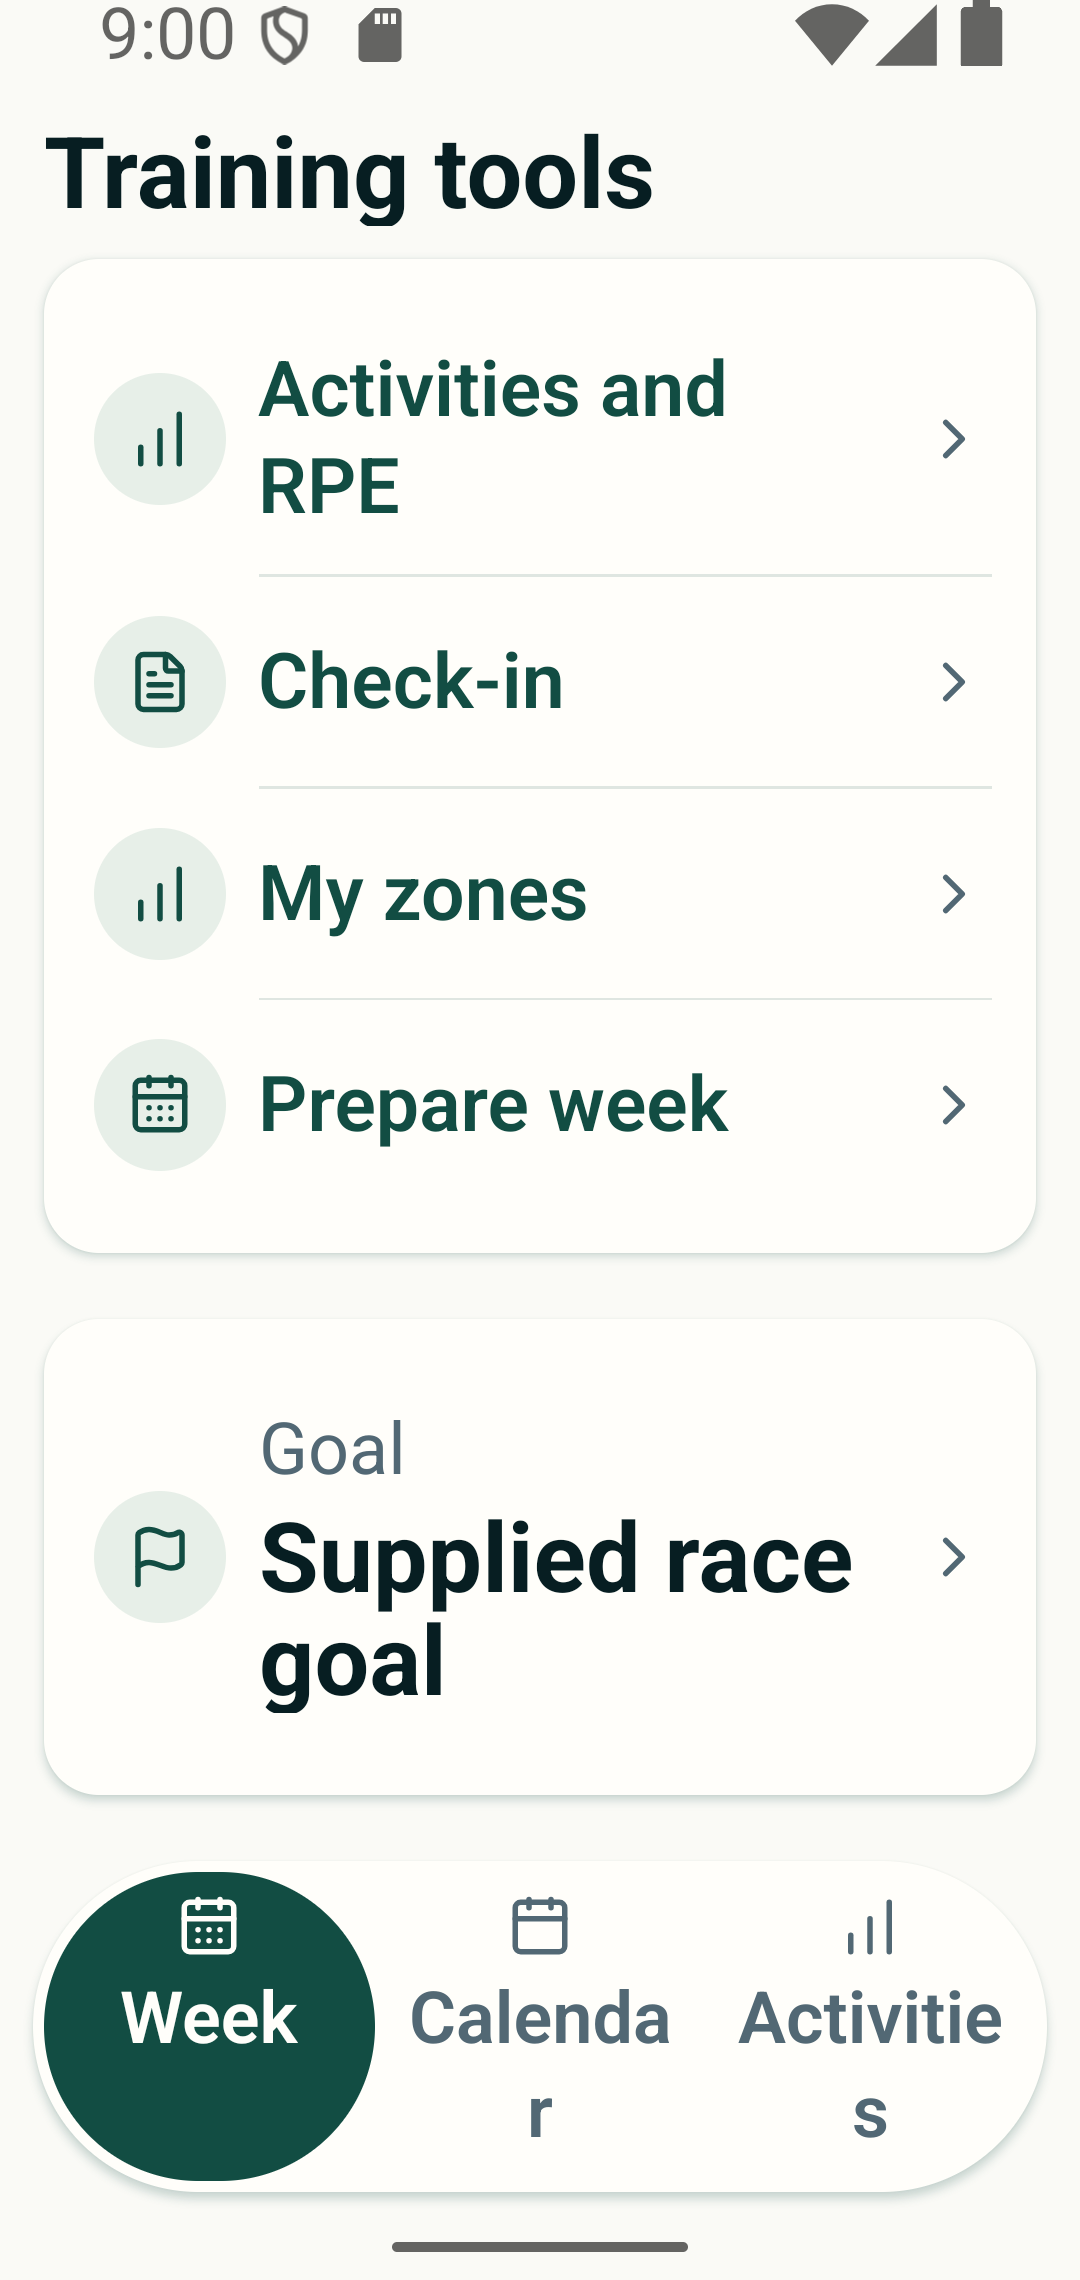 9:00
Training tools
Activities and
RPE
Check-in
My zones
Prepare week
Goal
Supplied race
goal
Week
Calenda
r
Activitie
s